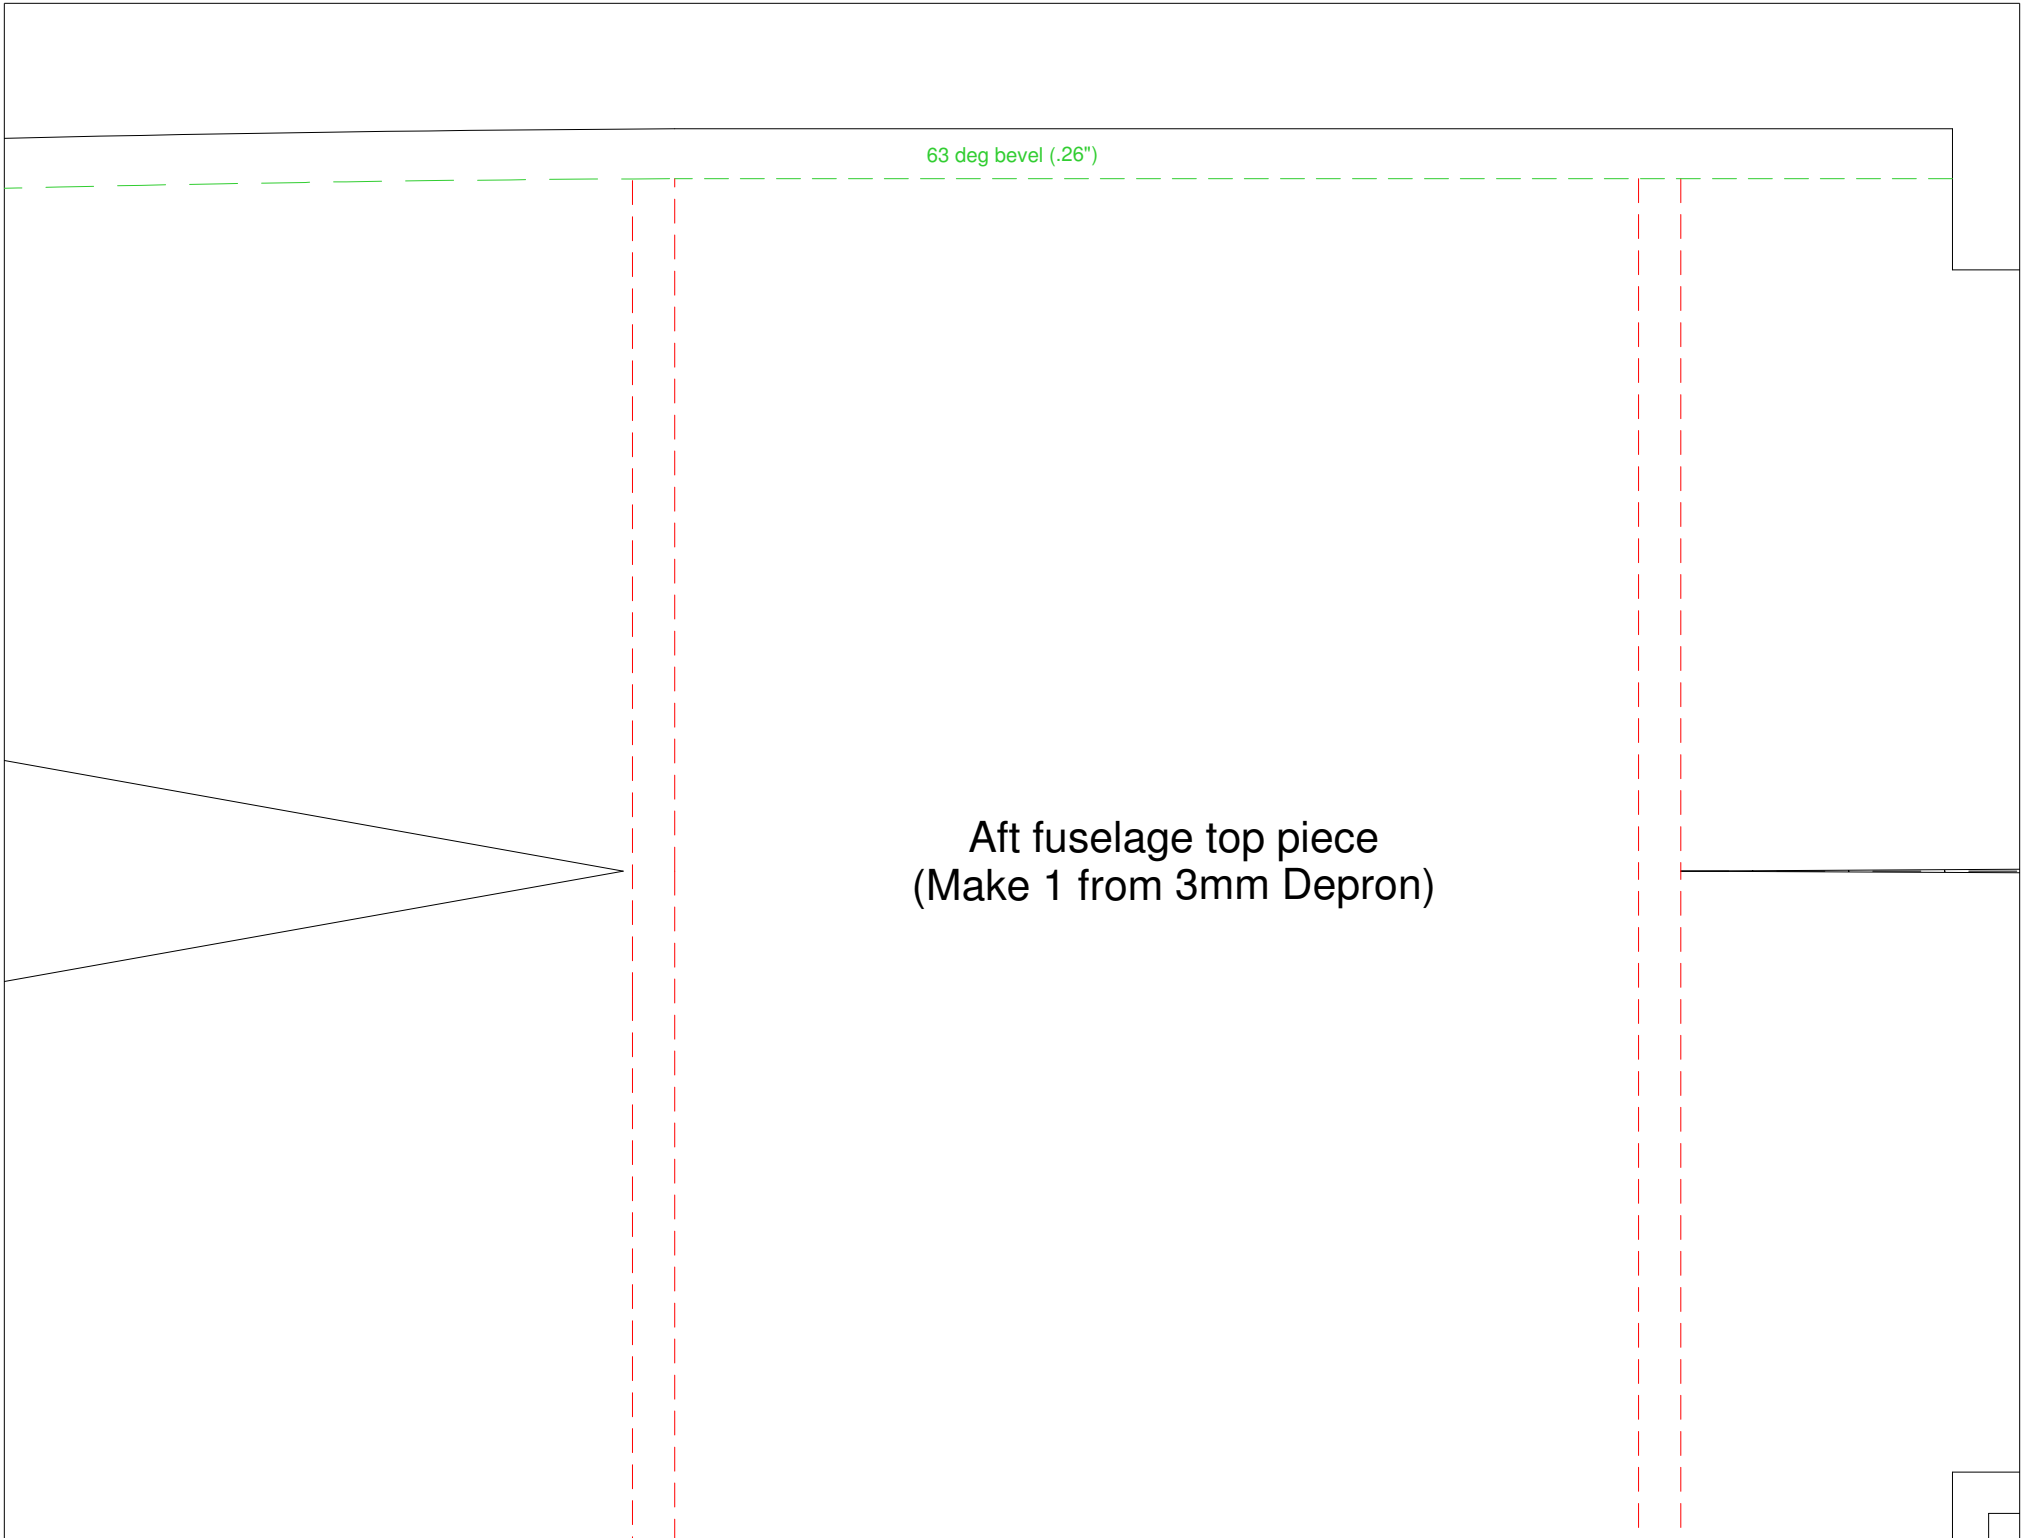 63 deg bevel (.26")
Aft fuselage top piece
(Make 1 from 3mm Depron)